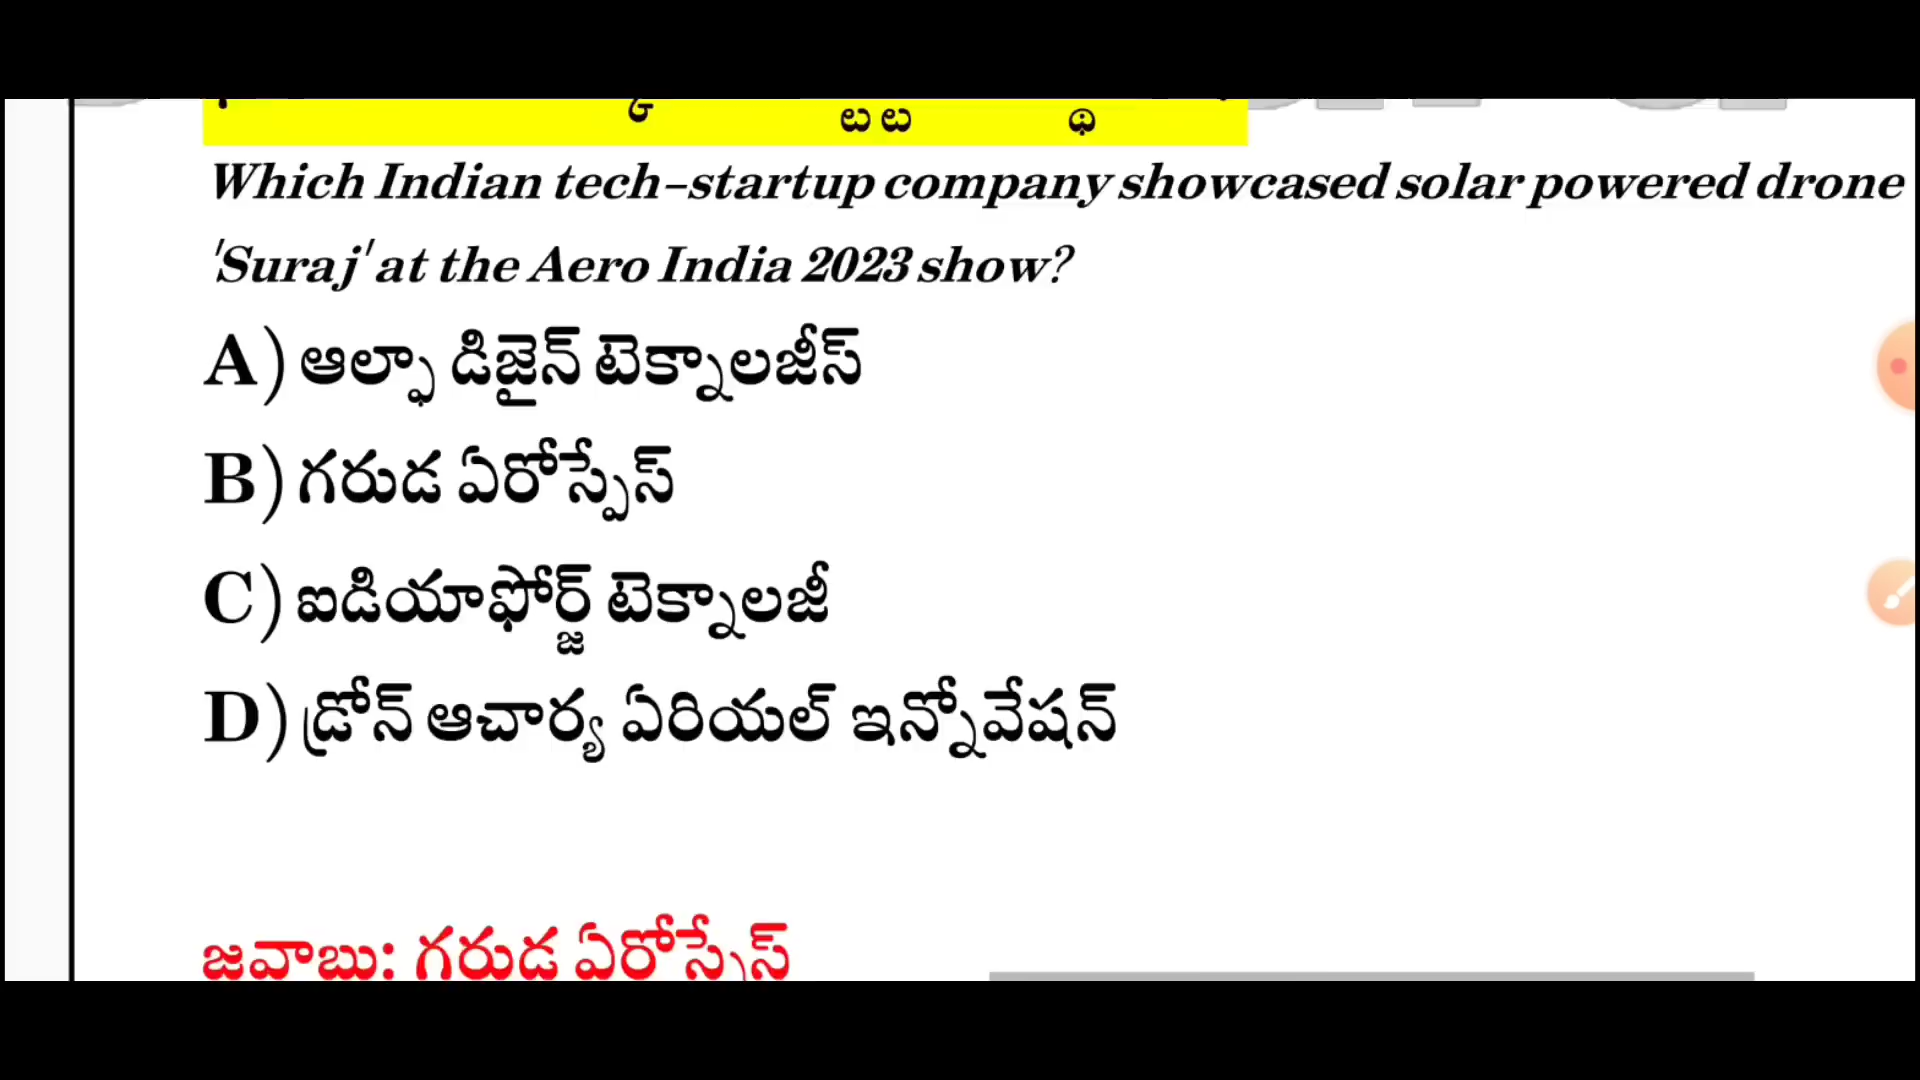 Which Indian tech-startup company showcased solar powered drone
'Suraj' at the Aero India 2023 show?
A) ఆల్ఫా డిజైన్ టెక్నాలజీస్
B) గరుడ ఏరోస్పేస్
C) ఐడియాఫోర్జ్ టెక్నాలజీ
D) డ్రోన్ ఆచార్య ఏరియల్ ఇన్నోవేషన్
జవాబు: గరుడ ఏరోస్పేస్